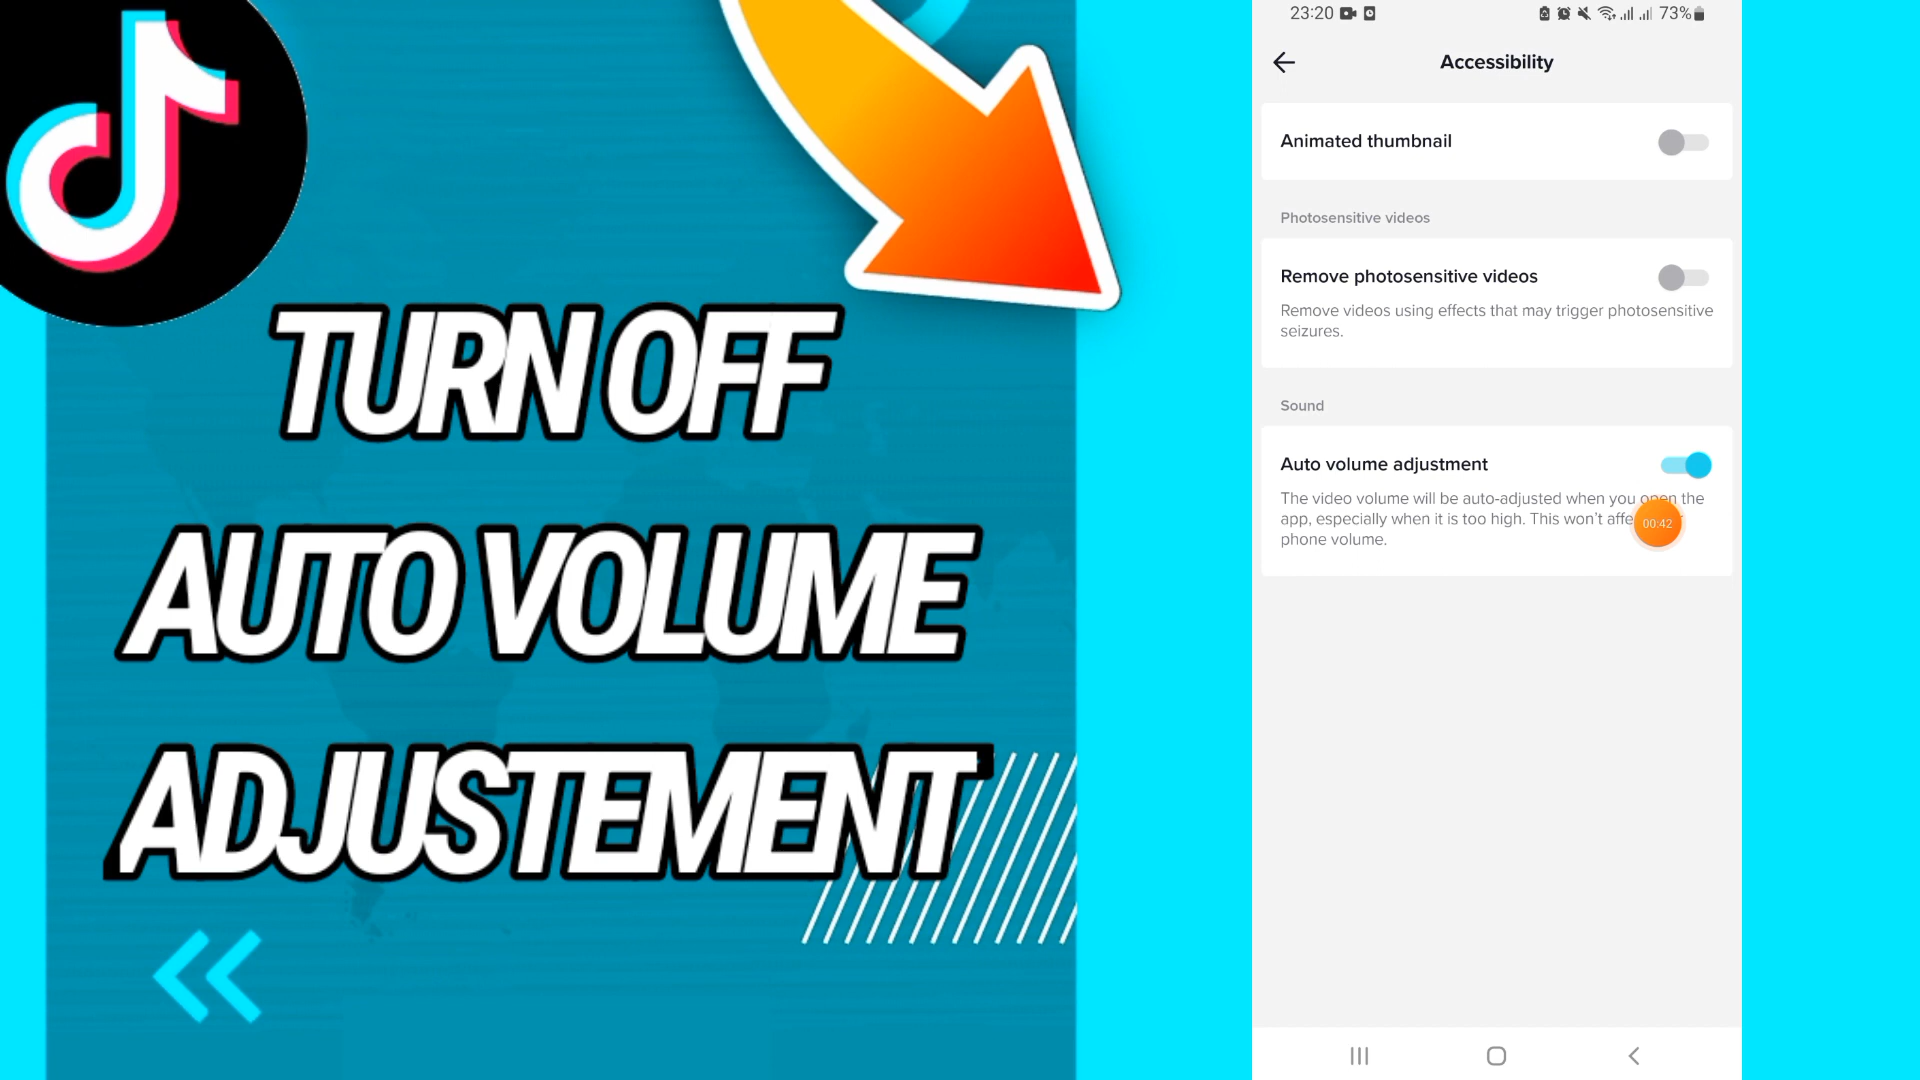 TURN OFF
AUTO VOLUME
ADJUSTEMENT
23:20
73%
Accessibility
Animated thumbnail
Photosensitive videos
Remove photosensitive videos
Remove videos using effects that may trigger photosensitive
seizures.
Sound
Auto volume adjustment
The video volume will be auto-adjusted when you open the
app, especially when it is too high. This won't affe
00:42
phone volume.